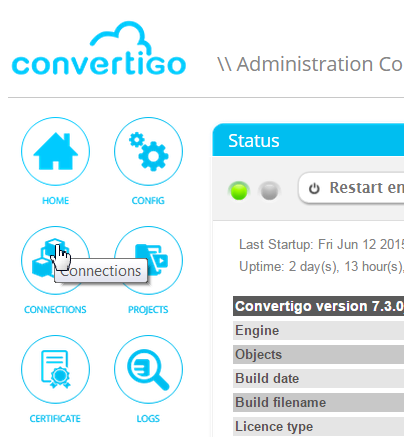 convertigo
\\ Administration Co
HOME
CONFIG
Status
Restart en
Last Startup: Fri Jun 12 2015
Uptime: 2 day(s), 13 hour(s),
Connections
CONNECTIONS
PROJECTS
Convertigo version 7.3.0
Engine
Objects
Build date
Build filename
Licence type
CERTIFICATE
LOGS